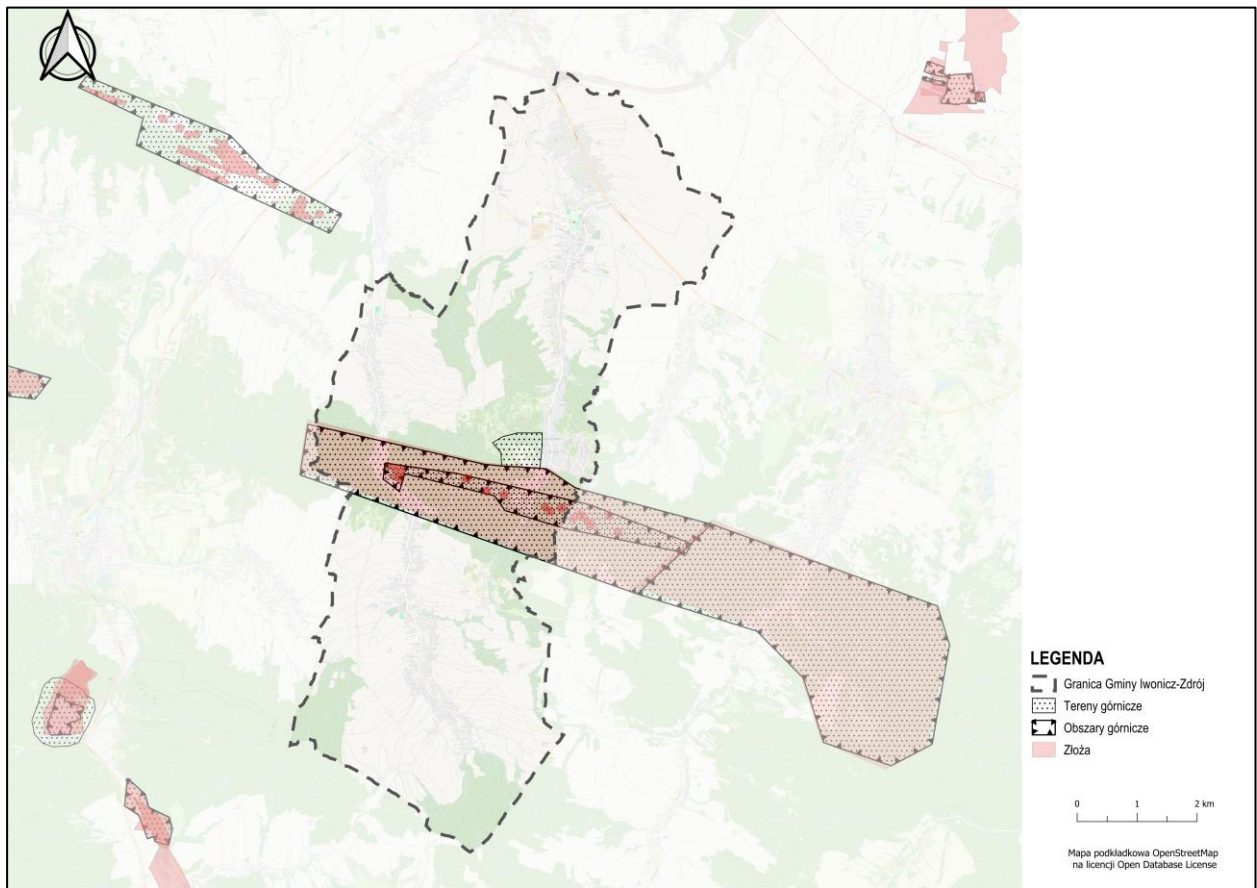 LEGENDA
Granica Gminy Iwonicz-Zdrój
Tereny górnicze
Obszary górnicze
Złoża
0 1 2 km
Mapa podkładkowa OpenStreetMap
na licencji Open Database License